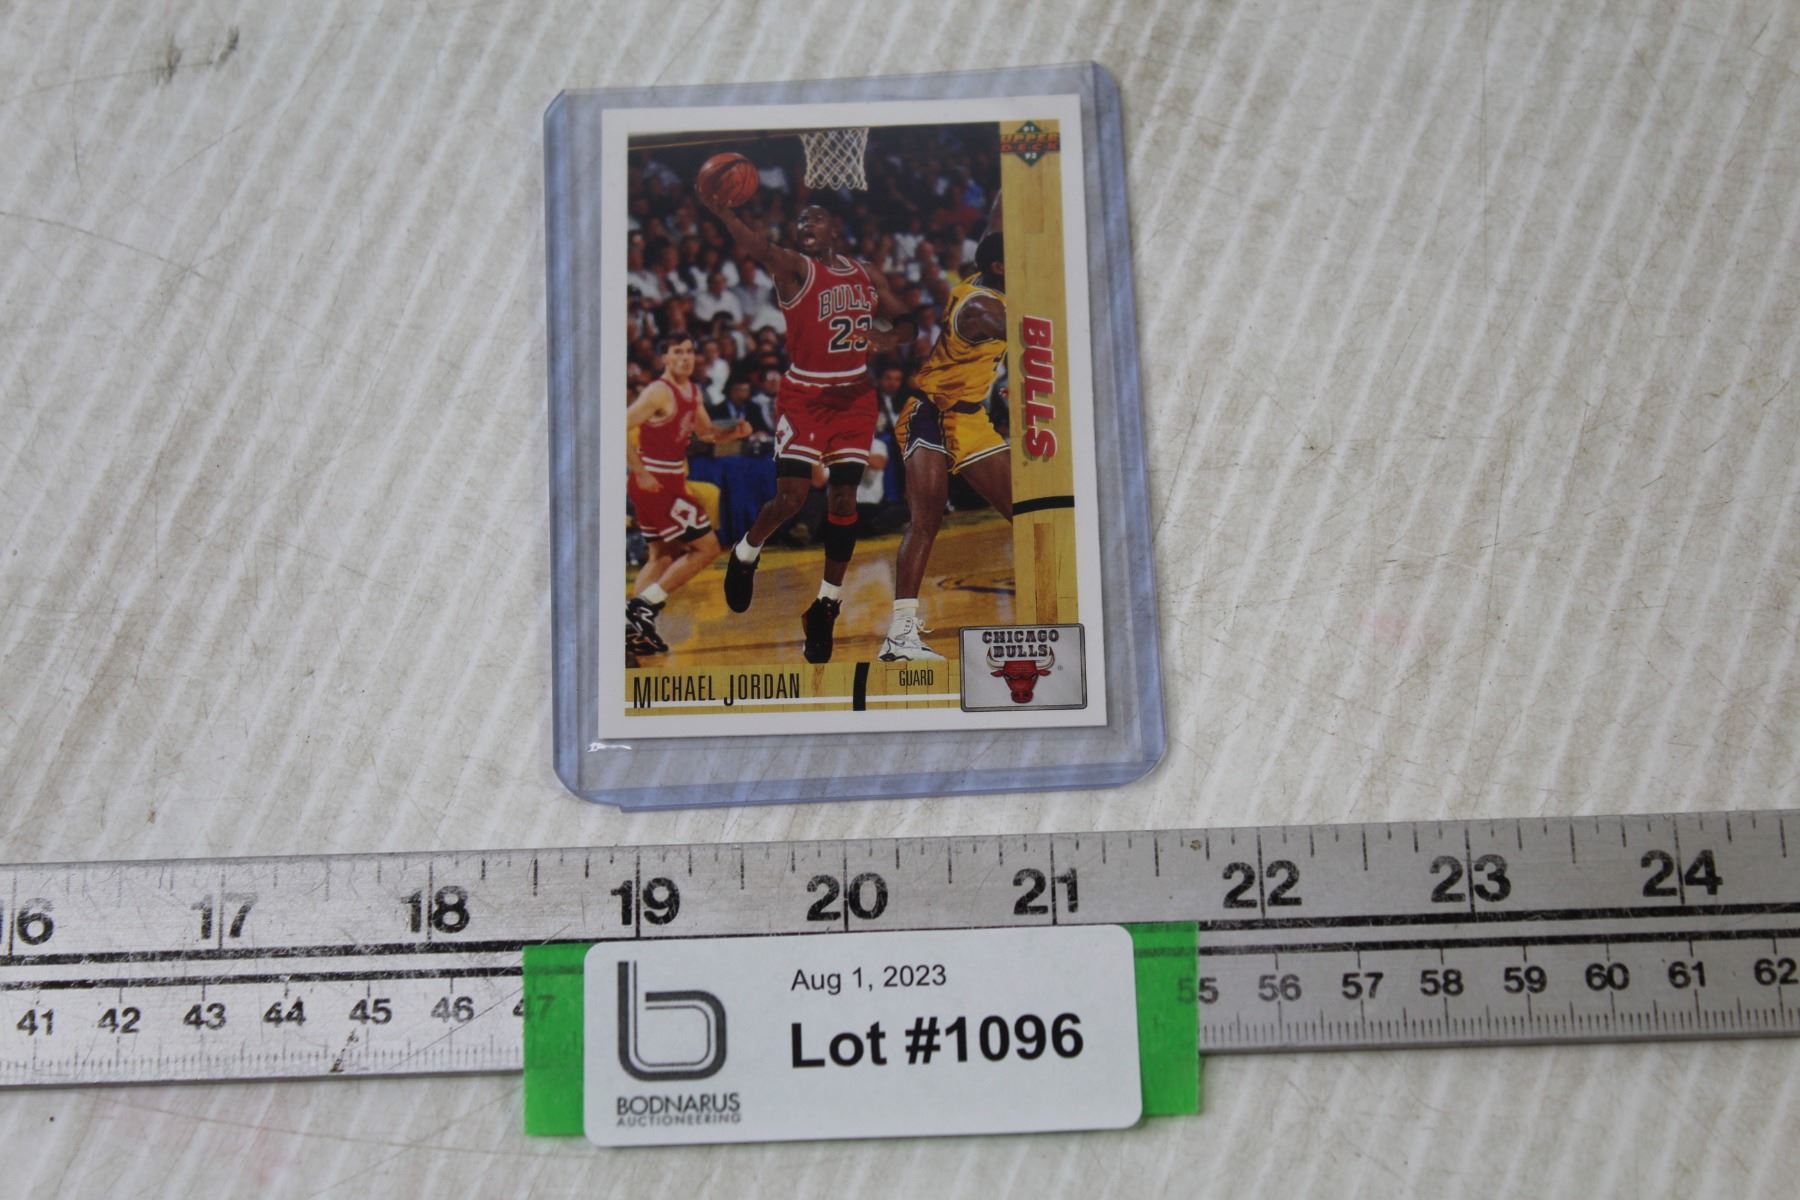 91
UPPER
DECK
92
BULLS
23
BULLS
CHICAGO
BULLS
MICHAEL JORDAN
GUARD
17 18 19 20 21 22 23 24
41 42 43 44 45 46 47 55 56 57 58 59 60 61 62
Aug 1, 2023
Lot #1096
b
BODNARUS
AUCTIONEERING